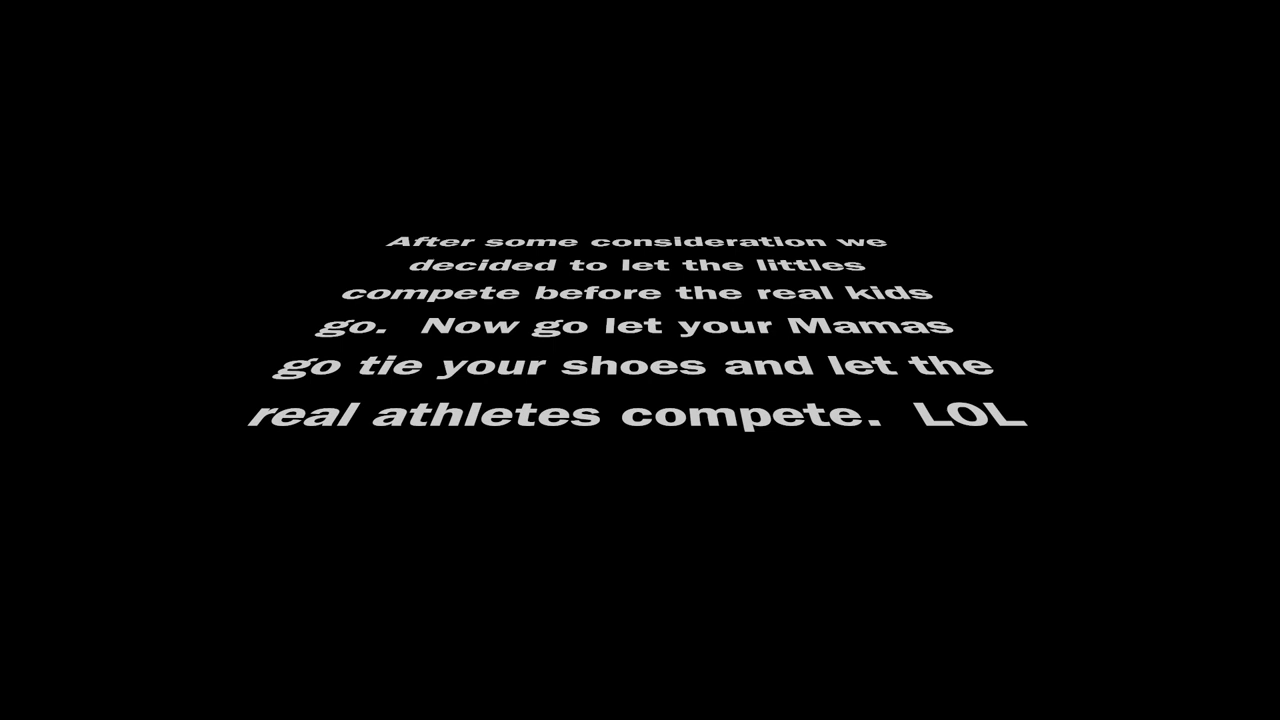 After some consideration we
decided to let the littles
compete before the real kids
go.  Now go let your Mamas
go tie your shoes and let the
real athletes compete.  LOL